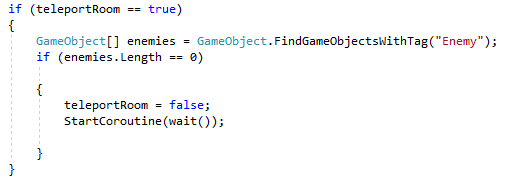 if (teleportRoom == true)
{
    GameObject[] enemies = GameObject.FindGameObjectsWithTag("Enemy");
    if (enemies.Length == 0)

    {
        teleportRoom = false;
        StartCoroutine(wait());

    }
}